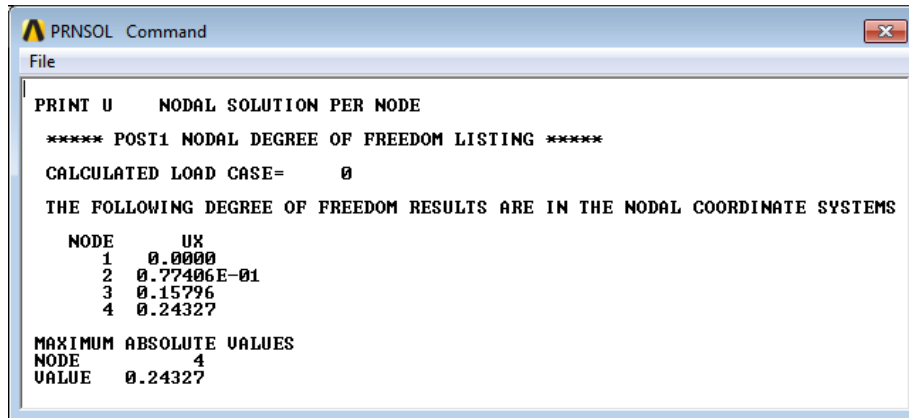 PRNSOL Command
File
PRINT U NODAL SOLUTION PER NODE
***** POST1 NODAL DEGREE OF FREEDOM LISTING *****
CALCULATED LOAD CASE= 0
THE FOLLOWING DEGREE OF FREEDOM RESULTS ARE IN THE NODAL COORDINATE SYSTEMS
NODE UX
1 0.0000
2 0.77406E-01
3 0.15796
4 0.24327
MAXIMUM ABSOLUTE VALUES
NODE 4
VALUE 0.24327